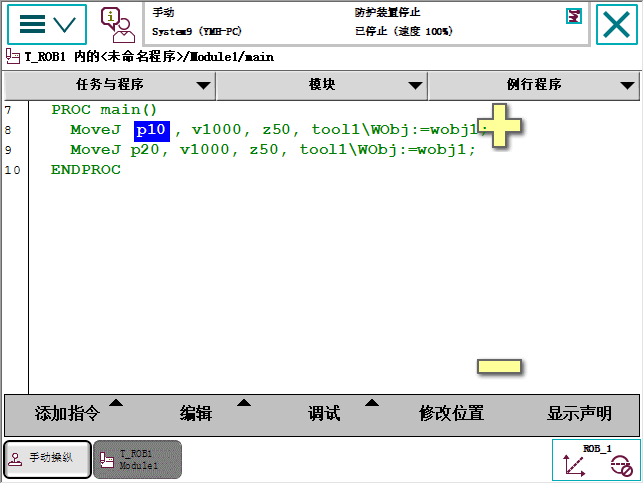 手动
防护装置停止
System9 (YMH-PC)
已停止 (速度 100%)
T_ROB1 内的<未命名程序>/Module1/main
任务与程序
模块
例行程序
7 PROC main()
8 MoveJ p10 , v1000, z50, tool1\WObj:=wobj1;
9 MoveJ p20, v1000, z50, tool1\WObj:=wobj1;
10 ENDPROC
添加指令
编辑
调试
修改位置
显示声明
手动操纵
T_ROB1
Module1
ROB_1